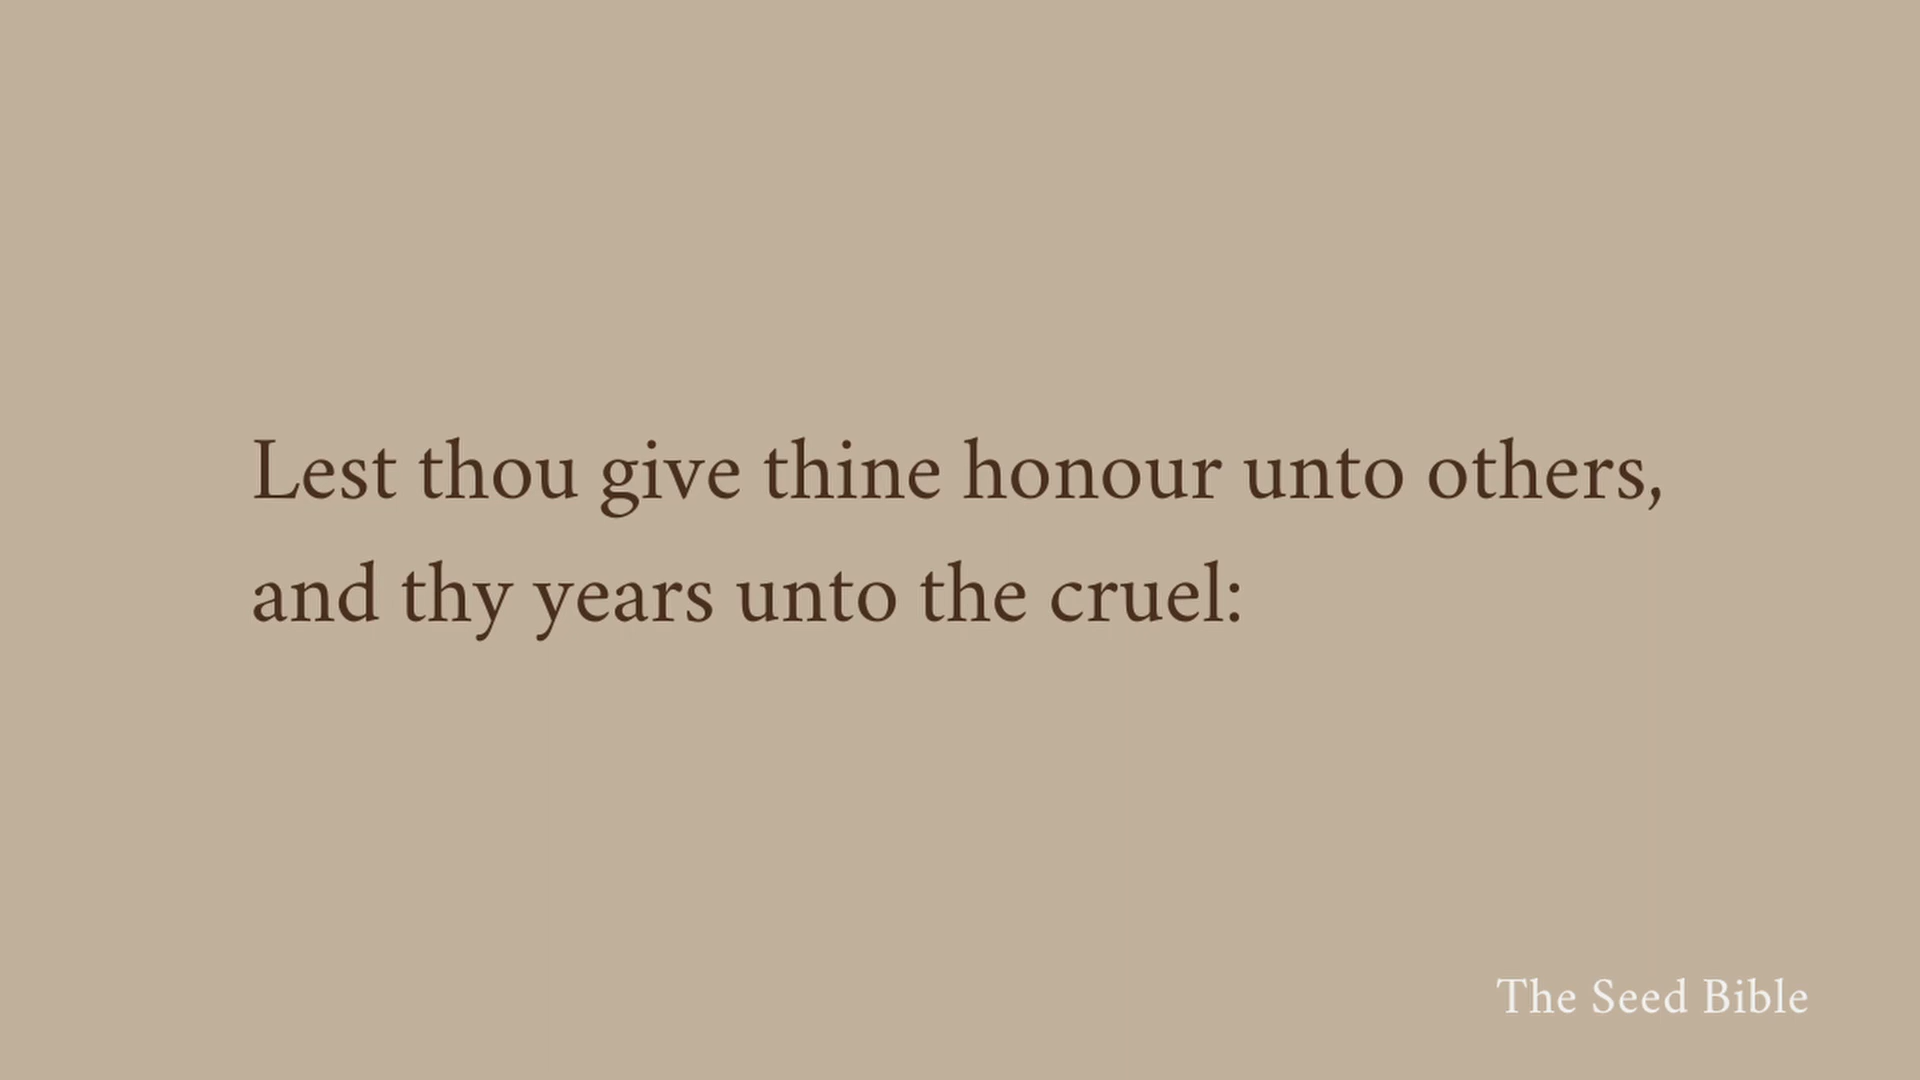 Lest thou give thine honour unto others,
and thy years unto the cruel:
The Seed Bible